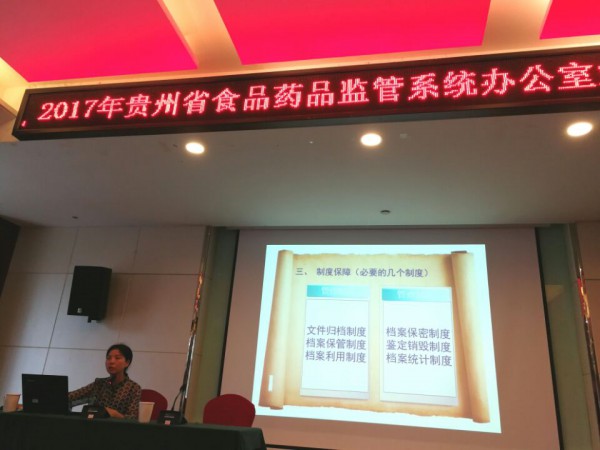 2017年贵州省食品药品监管系统办公室
三、 制度保障（必要的几个制度）
文件归档制度
档案保管制度
档案利用制度
档案保密制度
鉴定销毁制度
档案统计制度